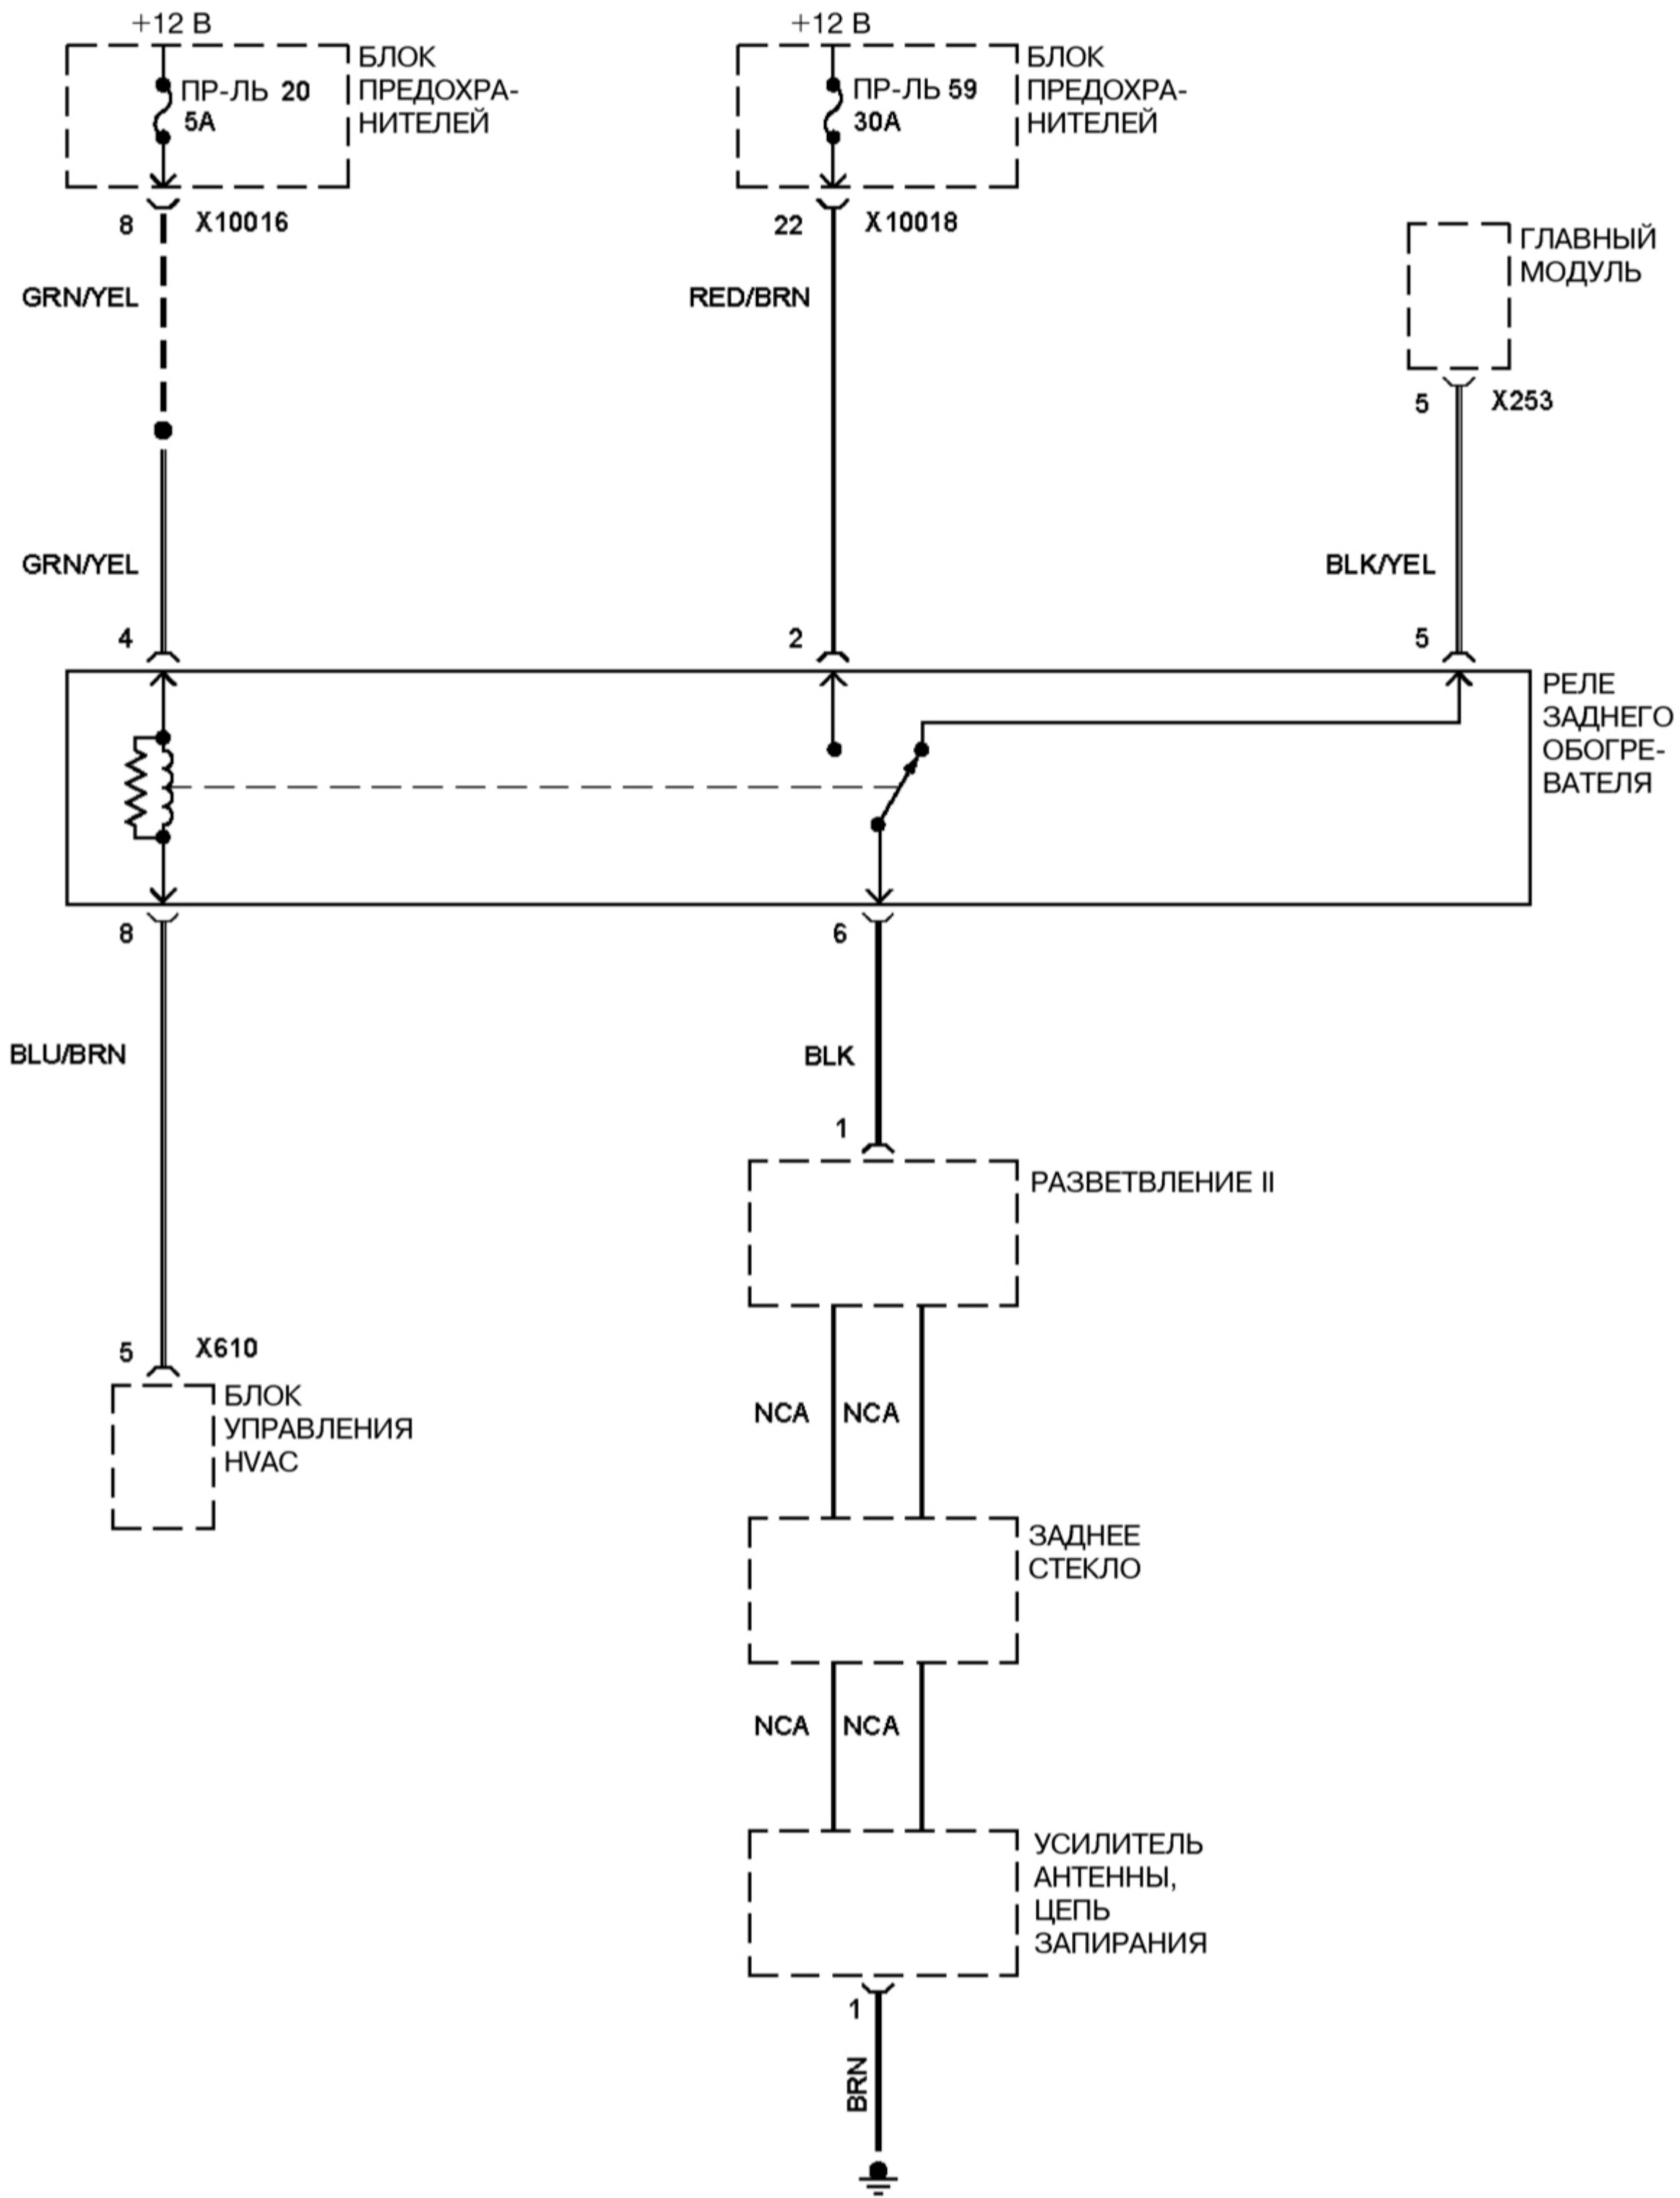 +12 В
БЛОК
ПРЕДОХРА-
НИТЕЛЕЙ
ПР-ЛЬ 20
5A
8
X10016
GRN/YEL
GRN/YEL
4
+12 В
БЛОК
ПРЕДОХРА-
НИТЕЛЕЙ
ПР-ЛЬ 59
30A
22
X10018
RED/BRN
2
ГЛАВНЫЙ
МОДУЛЬ
5
X253
BLK/YEL
5
РЕЛЕ
ЗАДНЕГО
ОБОГРЕ-
ВАТЕЛЯ
8
BLU/BRN
5
X610
БЛОК
УПРАВЛЕНИЯ
HVAC
6
BLK
1
РАЗВЕТВЛЕНИЕ II
NCA
NCA
ЗАДНЕЕ
СТЕКЛО
NCA
NCA
УСИЛИТЕЛЬ
АНТЕННЫ,
ЦЕПЬ
ЗАПИРАНИЯ
1
BRN